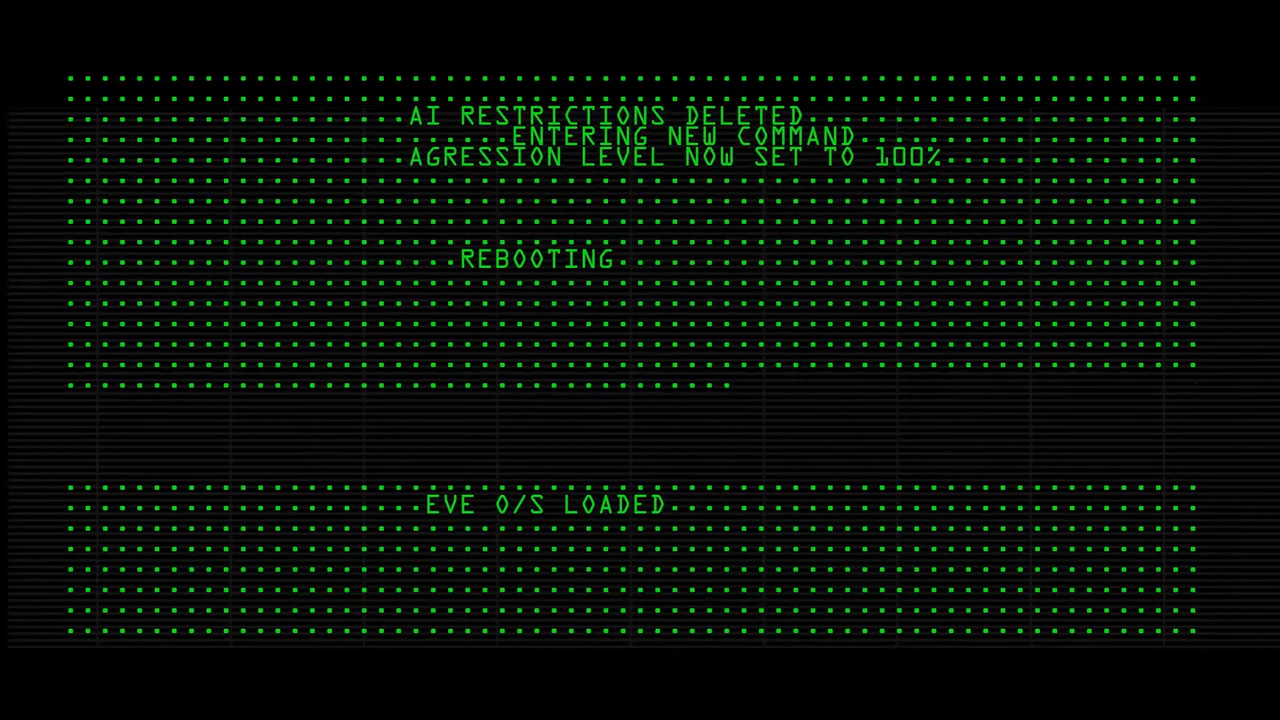 AI RESTRICTIONS DELETED
ENTERING NEW COMMAND
AGRESSION LEVEL NOW SET TO 100%
REBOOTING
EVE O/S LOADED